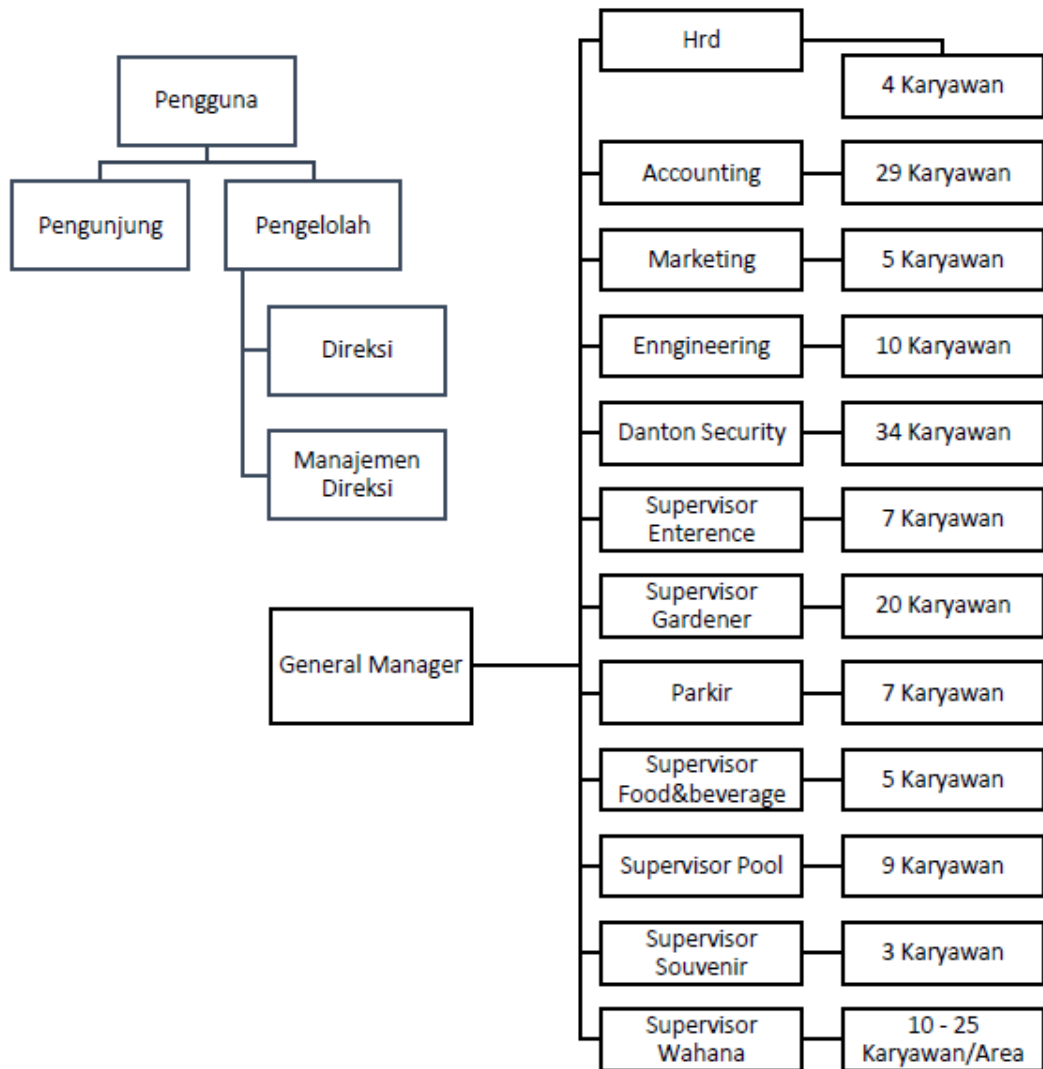 Pengguna
Pengunjung
Pengelolah
Direksi
Manajemen
Direksi
General Manager
Hrd
4 Karyawan
Accounting
29 Karyawan
Marketing
5 Karyawan
Enngineering
10 Karyawan
Danton Security
34 Karyawan
Supervisor
Enterence
7 Karyawan
Supervisor
Gardener
20 Karyawan
Parkir
7 Karyawan
Supervisor
Food&beverage
5 Karyawan
Supervisor Pool
9 Karyawan
Supervisor
Souvenir
3 Karyawan
Supervisor
Wahana
10 - 25
Karyawan/Area